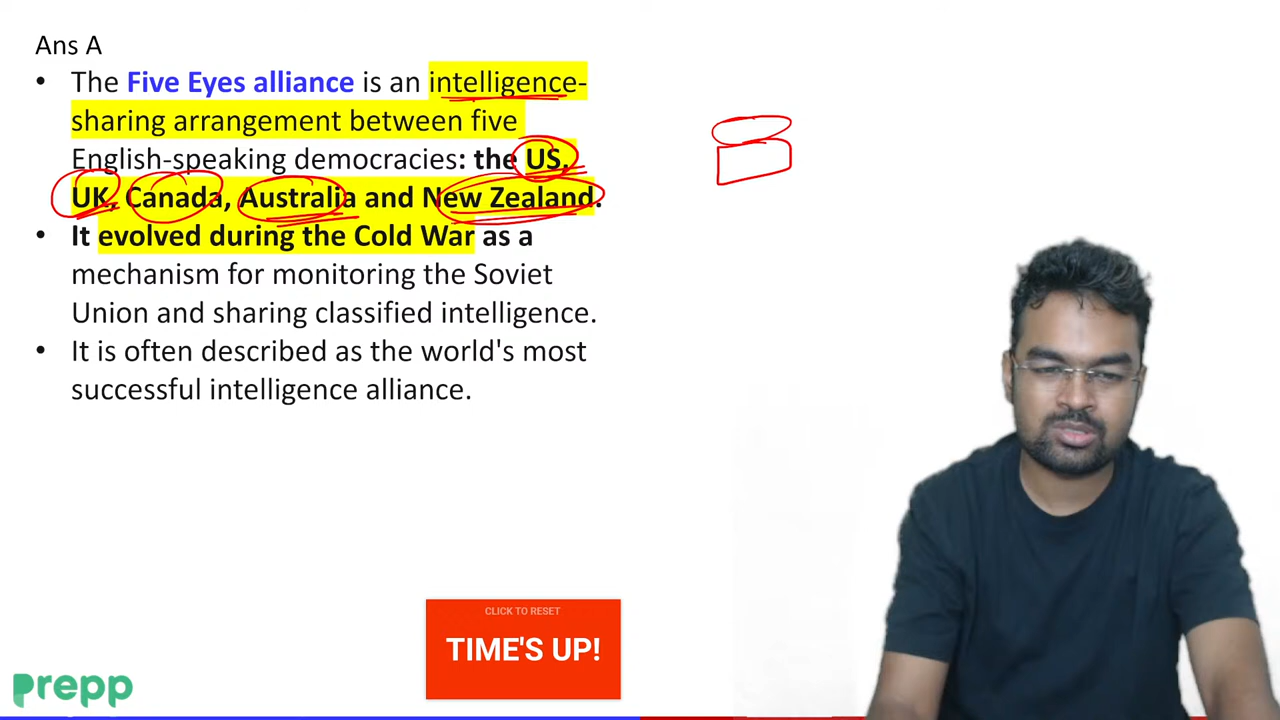 Ans A
• The Five Eyes alliance is an intelligence-
sharing arrangement between five
English-speaking democracies: the US,
UK, Canada, Australia and New Zealand.
• It evolved during the Cold War as a
mechanism for monitoring the Soviet
Union and sharing classified intelligence.
• It is often described as the world's most
successful intelligence alliance.
CLICK TO RESET
TIME'S UP!
prepp